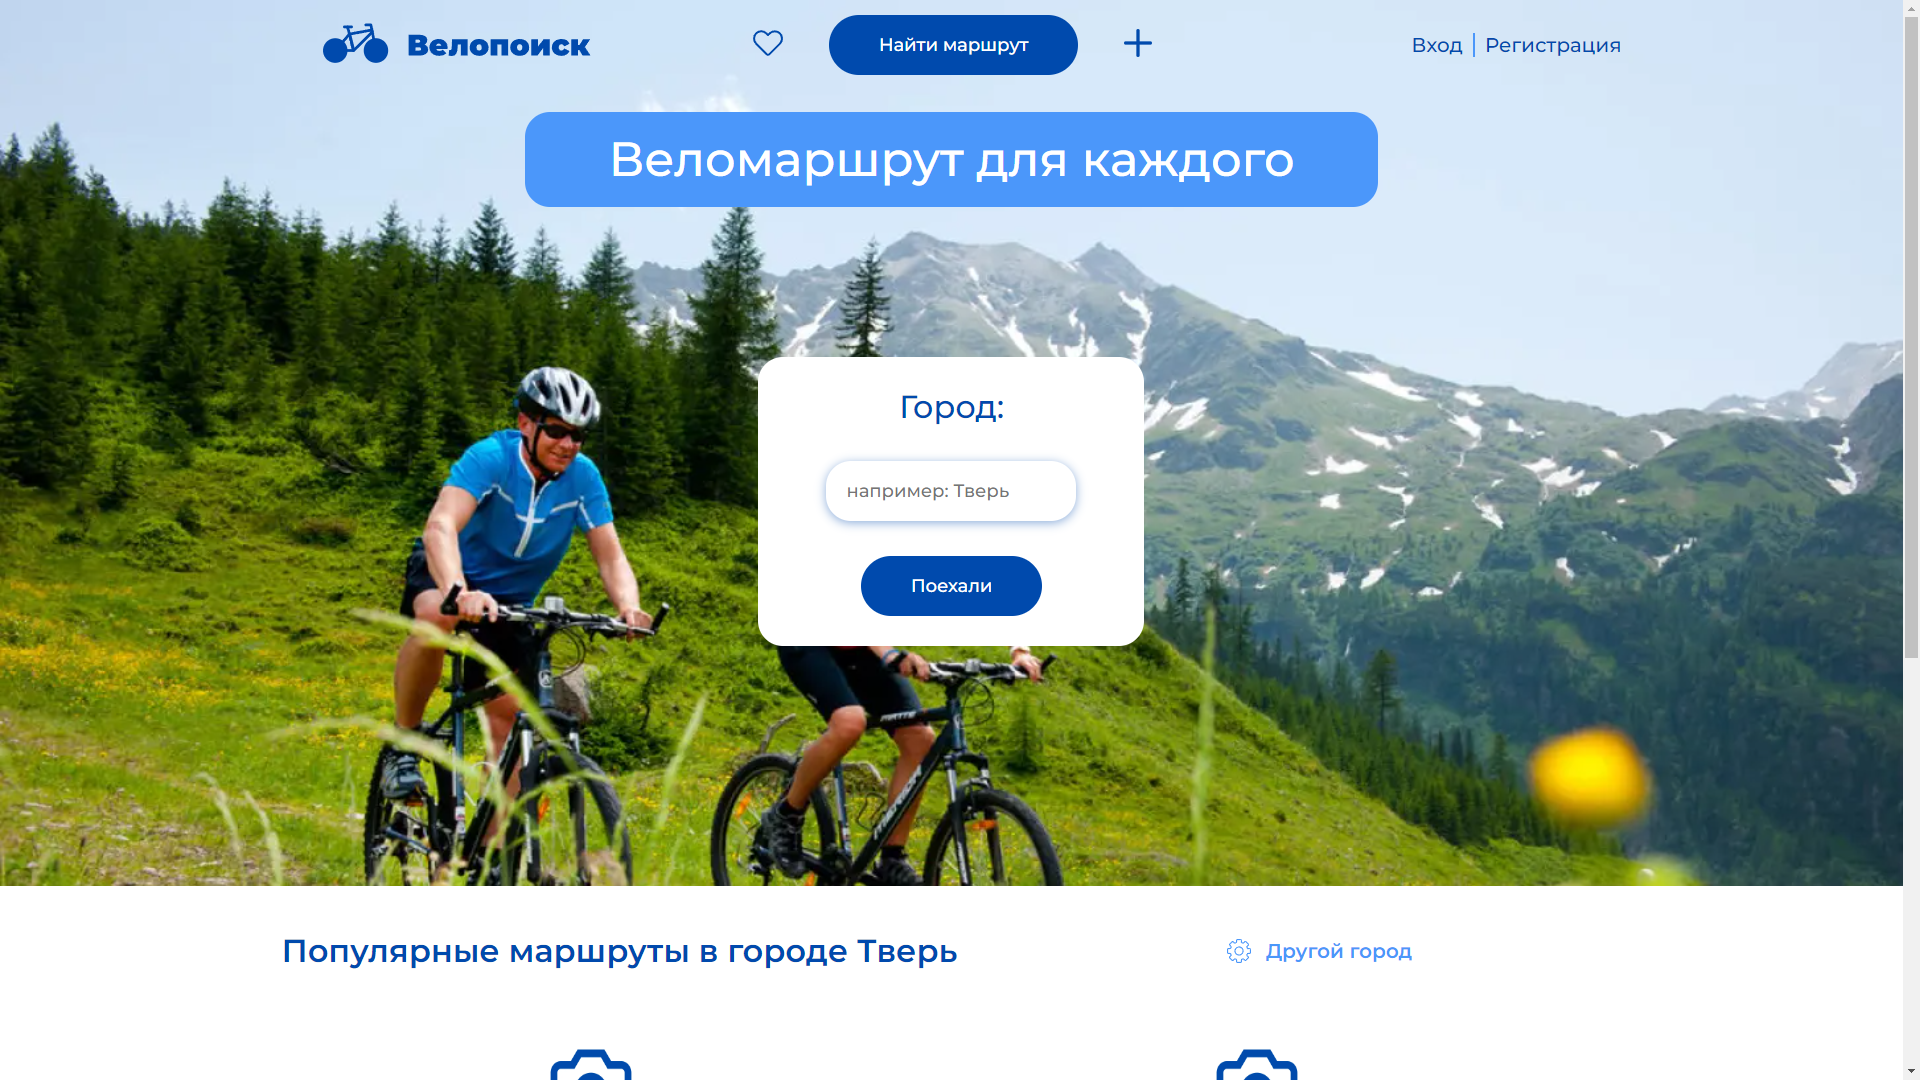 Велопоиск
Найти маршрут
Вход
Регистрация
Веломаршрут для каждого
Город:
например: Тверь
Поехали
Популярные маршруты в городе Тверь
Другой город